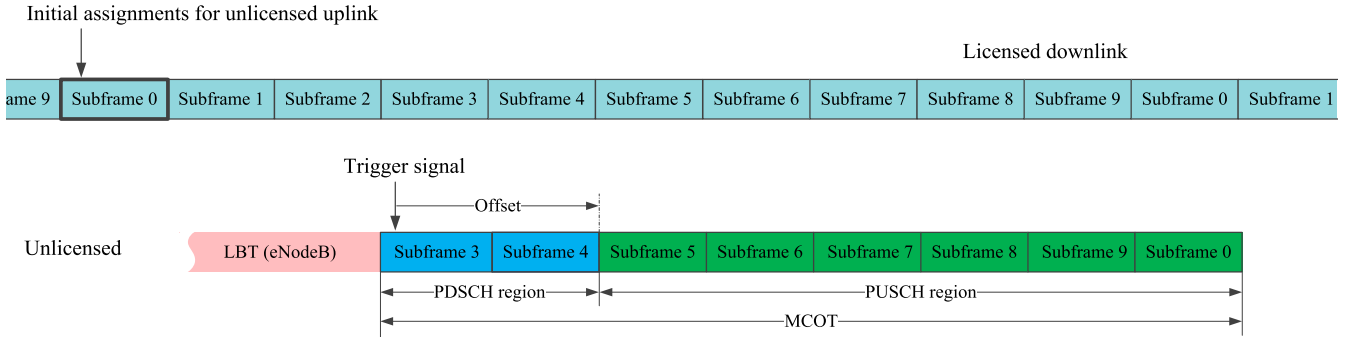 Initial assignments for unlicensed uplink
Licensed downlink
ame 9 Subframe 0 Subframe 1 Subframe 2 Subframe 3 Subframe 4 Subframe 5 Subframe 6 Subframe 7 Subframe 8 Subframe 9 Subframe 0 Subframe 1
Trigger signal
Offset
Unlicensed LBT (eNodeB) Subframe 3 Subframe 4 Subframe 5 Subframe 6 Subframe 7 Subframe 8 Subframe 9 Subframe 0
PDSCH region PUSCH region
MCOT